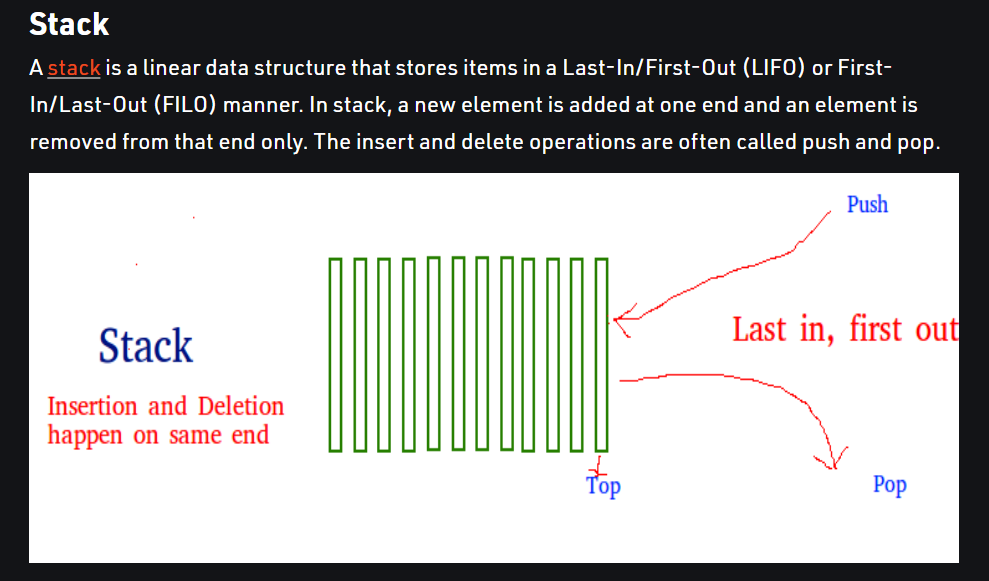 Stack
A stack is a linear data structure that stores items in a Last-In/First-Out (LIFO) or First-
In/Last-Out (FILO) manner. In stack, a new element is added at one end and an element is
removed from that end only. The insert and delete operations are often called push and pop.
Push
Last in, first out
Stack
Insertion and Deletion
happen on same end
Top
Pop